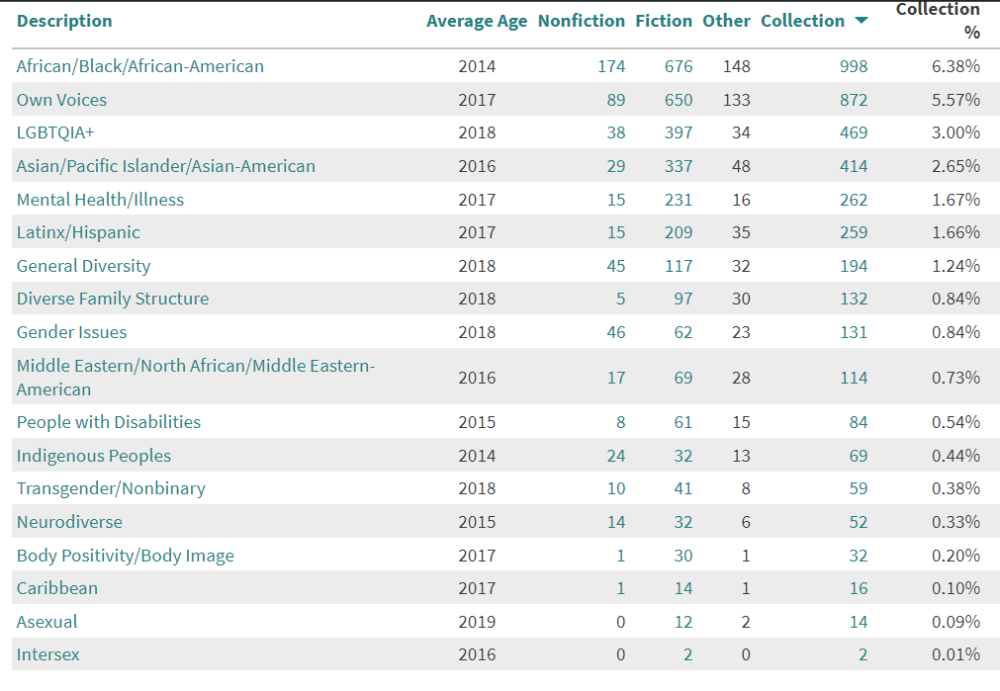 Description Average Age Nonfiction Fiction Other Collection Collection
%
African/Black/African-American 2014 174 676 148 998 6.38%
Own Voices 2017 89 650 133 872 5.57%
LGBTQIA+ 2018 38 397 34 469 3.00%
Asian/Pacific Islander/Asian-American 2016 29 337 48 414 2.65%
Mental Health/Illness 2017 15 231 16 262 1.67%
Latinx/Hispanic 2017 15 209 35 259 1.66%
General Diversity 2018 45 117 32 194 1.24%
Diverse Family Structure 2018 5 97 30 132 0.84%
Gender Issues 2018 46 62 23 131 0.84%
Middle Eastern/North African/Middle Eastern-
American 2016 17 69 28 114 0.73%
People with Disabilities 2015 8 61 15 84 0.54%
Indigenous Peoples 2014 24 32 13 69 0.44%
Transgender/Nonbinary 2018 10 41 8 59 0.38%
Neurodiverse 2015 14 32 6 52 0.33%
Body Positivity/Body Image 2017 1 30 1 32 0.20%
Caribbean 2017 1 14 1 16 0.10%
Asexual 2019 0 12 2 14 0.09%
Intersex 2016 0 2 0 2 0.01%